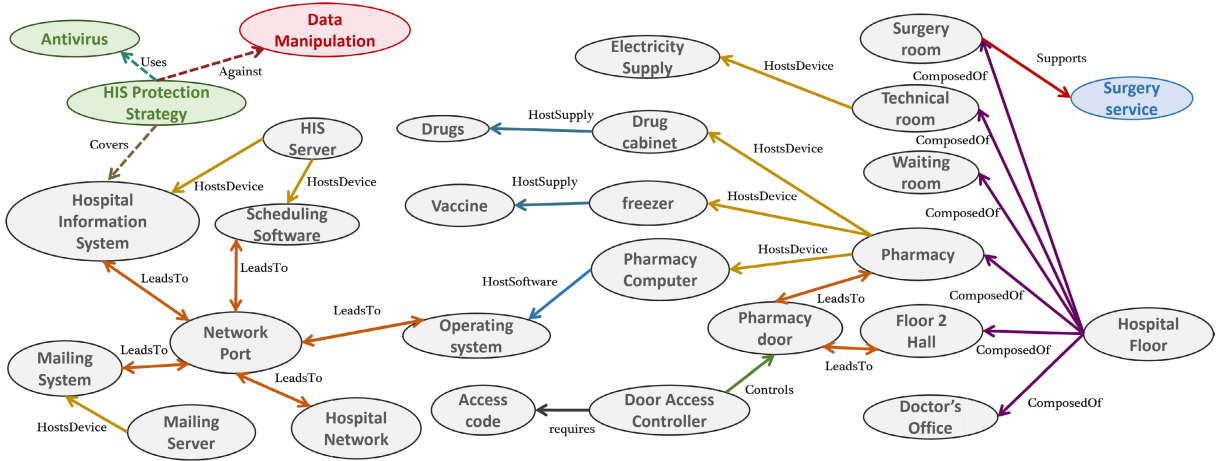 Antivirus
Data
Manipulation
Uses
Against
HIS Protection
Strategy
Covers
HIS
Server
HostsDevice
HostsDevice
Hospital
Information
System
Scheduling
Software
LeadsTo
LeadsTo
LeadsTo
Network
Port
Operating
system
Mailing
System
LeadsTo
LeadsTo
HostsDevice
Mailing
Server
Hospital
Network
Electricity
Supply
HostsDevice
Drugs
HostSupply
Drug
cabinet
HostsDevice
Vaccine
HostSupply
freezer
HostsDevice
Pharmacy
Computer
HostsDevice
HostSoftware
Pharmacy
LeadsTo
Pharmacy
door
LeadsTo
Floor 2
Hall
Controls
Access
code
requires
Door Access
Controller
Surgery
room
Supports
Surgery
service
ComposedOf
Technical
room
ComposedOf
Waiting
room
ComposedOf
ComposedOf
ComposedOf
Hospital
Floor
ComposedOf
Doctor's
Office